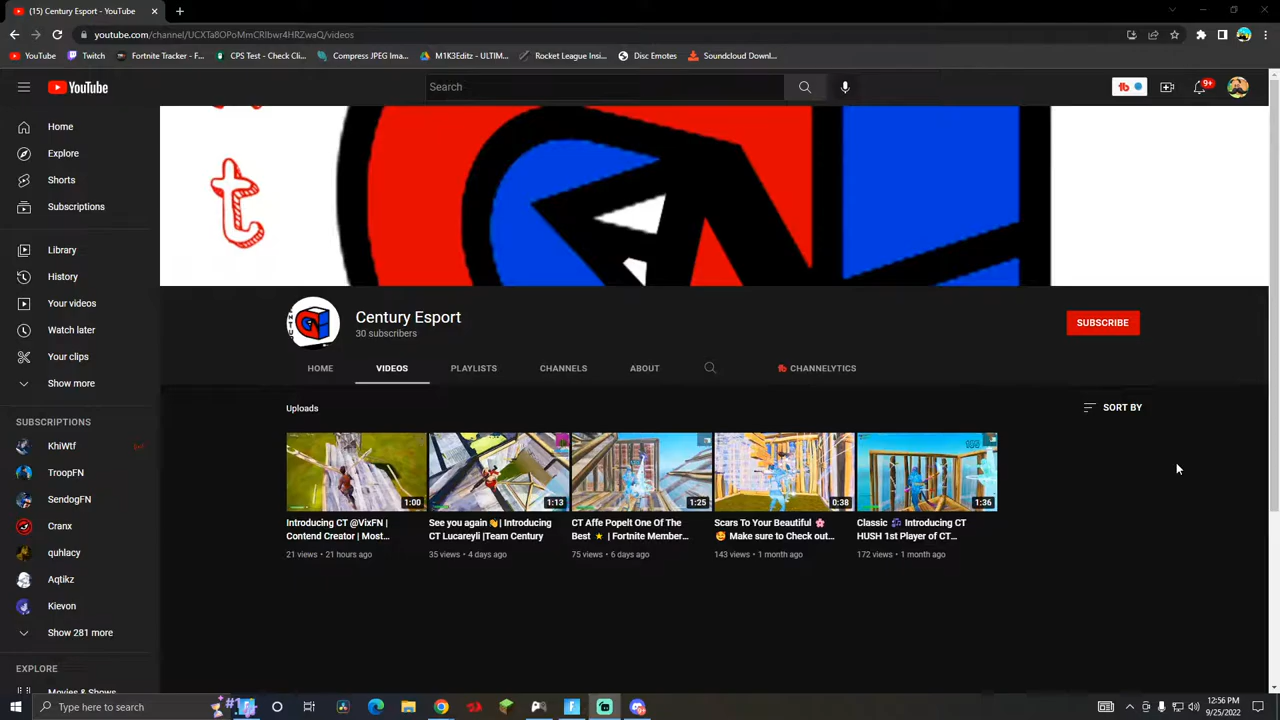 (15) Century Esport - YouTube
youtube.com/channel/UCXTa8OPoMmCRIbwr4HRZwaQ/videos
YouTube
Twitch
Fortnite Tracker - F...
CPS Test - Check Cli...
Compress JPEG Imag...
M1K3Editz - ULTIM...
Rocket League Insi...
Disc Emotes
Soundcloud Downl...
YouTube
Search
9+
Home
Explore
Shorts
Subscriptions
Library
History
Your videos
Watch later
Your clips
Show more
SUBSCRIPTIONS
KhiWtf
TroopFN
SendogFN
Cranx
quhlacy
Aqtikz
Kievon
Show 281 more
EXPLORE
Movies & Shows
t
Century Esport
30 subscribers
SUBSCRIBE
HOME
VIDEOS
PLAYLISTS
CHANNELS
ABOUT
CHANNELYTICS
Uploads
SORT BY
1:00
Introducing CT @VixFN |
Contend Creator | Most...
21 views • 21 hours ago
1:13
See you again 👋| Introducing
CT Lucareyli |Team Century
35 views • 4 days ago
1:25
CT Affe Popelt One Of The
Best ⭐ | Fortnite Member...
75 views • 6 days ago
0:38
Scars To Your Beautiful 🌸
🤩 Make sure to Check out...
143 views • 1 month ago
1:36
Classic 🎶 Introducing CT
HUSH 1st Player of CT...
172 views • 1 month ago
Type here to search
12:56 PM
9/25/2022